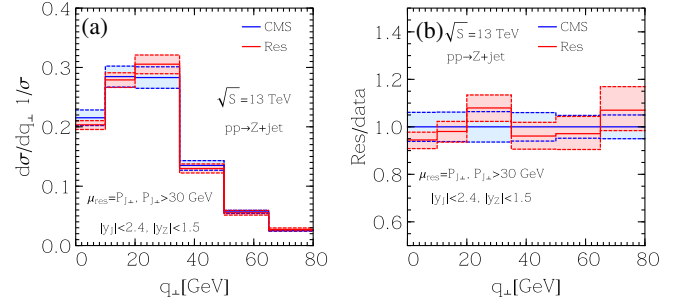 (a)
CMS
Res
√S = 13 TeV
pp→Z+jet
μres=PJ⊥, PJ⊥>30 GeV
|yJ|<2.4, |yZ|<1.5
dσ/dq⊥ 1/σ
0.4
0.3
0.2
0.1
0.0
0 20 40 60 80
q⊥[GeV]
(b)
√S = 13 TeV
pp→Z+jet
CMS
Res
μres=PJ⊥, PJ⊥>30 GeV
|yJ|<2.4, |yZ|<1.5
Res/data
1.4
1.2
1.0
0.8
0.6
0 20 40 60 80
q⊥[GeV]